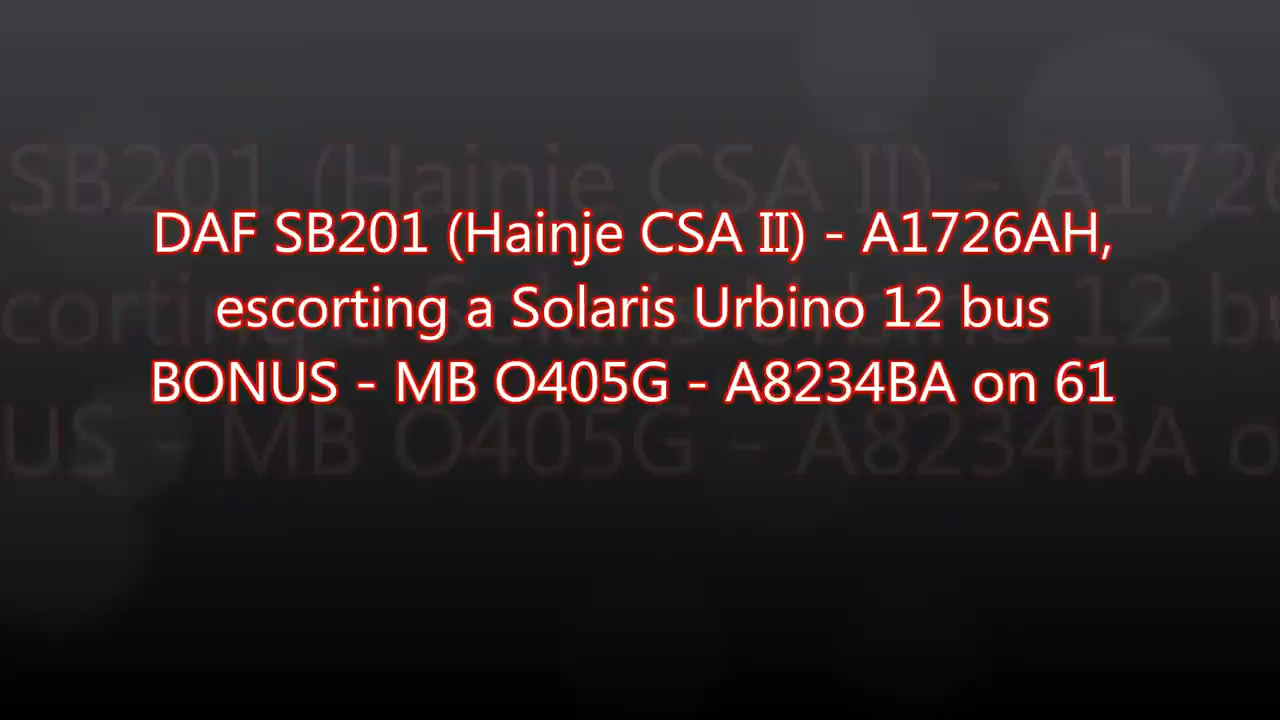 DAF SB201 (Hainje CSA II) - A1726AH,
escorting a Solaris Urbino 12 bus
BONUS - MB O405G - A8234BA on 61